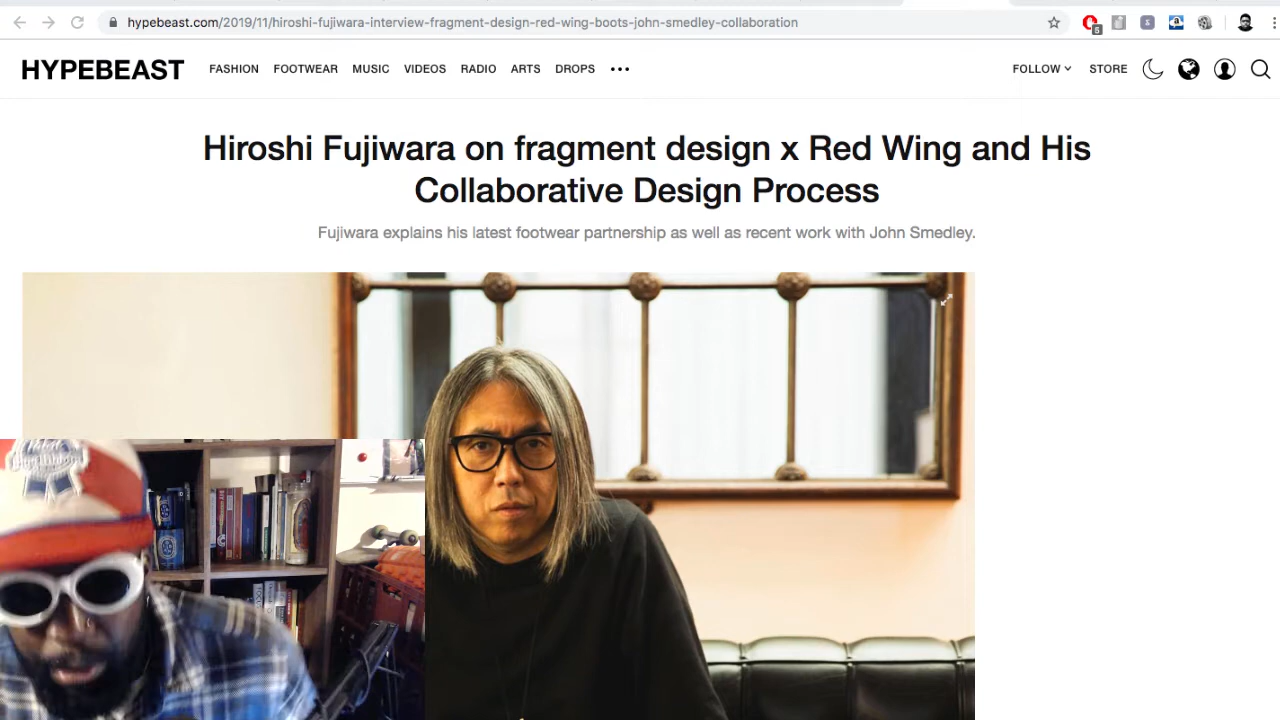 hypebeast.com/2019/11/hiroshi-fujiwara-interview-fragment-design-red-wing-boots-john-smedley-collaboration
5
HYPEBEAST FASHION FOOTWEAR MUSIC VIDEOS RADIO ARTS DROPS FOLLOW STORE
Hiroshi Fujiwara on fragment design x Red Wing and His
Collaborative Design Process
Fujiwara explains his latest footwear partnership as well as recent work with John Smedley.